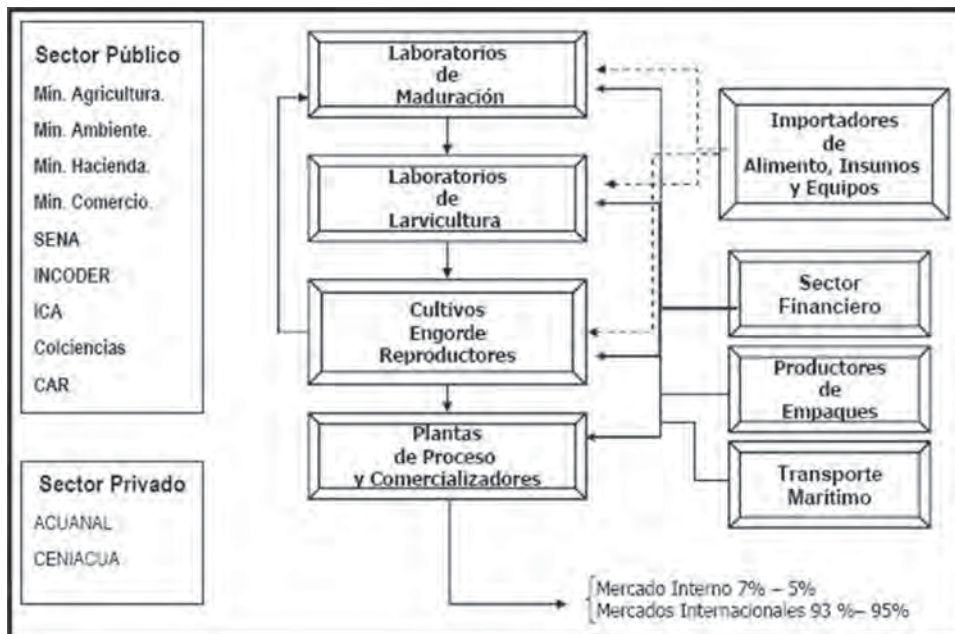 Sector Público
Min. Agricultura.
Min. Ambiente.
Min. Hacienda.
Min. Comercio.
SENA
INCODER
ICA
Colciencias
CAR
Sector Privado
ACUANAL
CENIACUA
Laboratorios
de
Maduración
Laboratorios
de
Larvicultura
Cultivos
Engorde
Reproductores
Plantas
de Proceso
y Comercializadores
Importadores
de
Alimento, Insumos
y Equipos
Sector
Financiero
Productores
de
Empaques
Transporte
Marítimo
Mercado Interno 7% – 5%
Mercados Internacionales 93 %– 95%